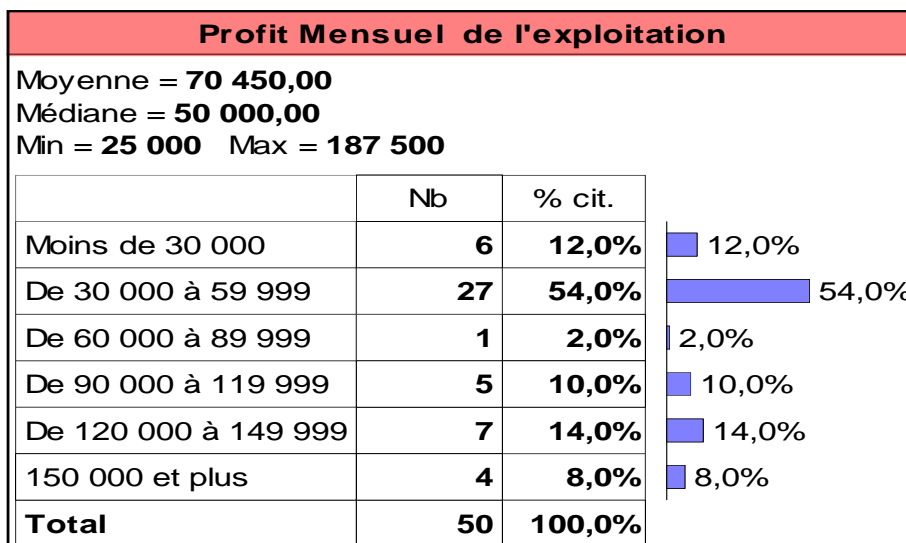 Profit Mensuel de l'exploitation
Moyenne = 70 450,00
Médiane = 50 000,00
Min = 25 000 Max = 187 500
Nb % cit.
Moins de 30 000 6 12,0% 12,0%
De 30 000 à 59 999 27 54,0% 54,0%
De 60 000 à 89 999 1 2,0% 2,0%
De 90 000 à 119 999 5 10,0% 10,0%
De 120 000 à 149 999 7 14,0% 14,0%
150 000 et plus 4 8,0% 8,0%
Total 50 100,0%